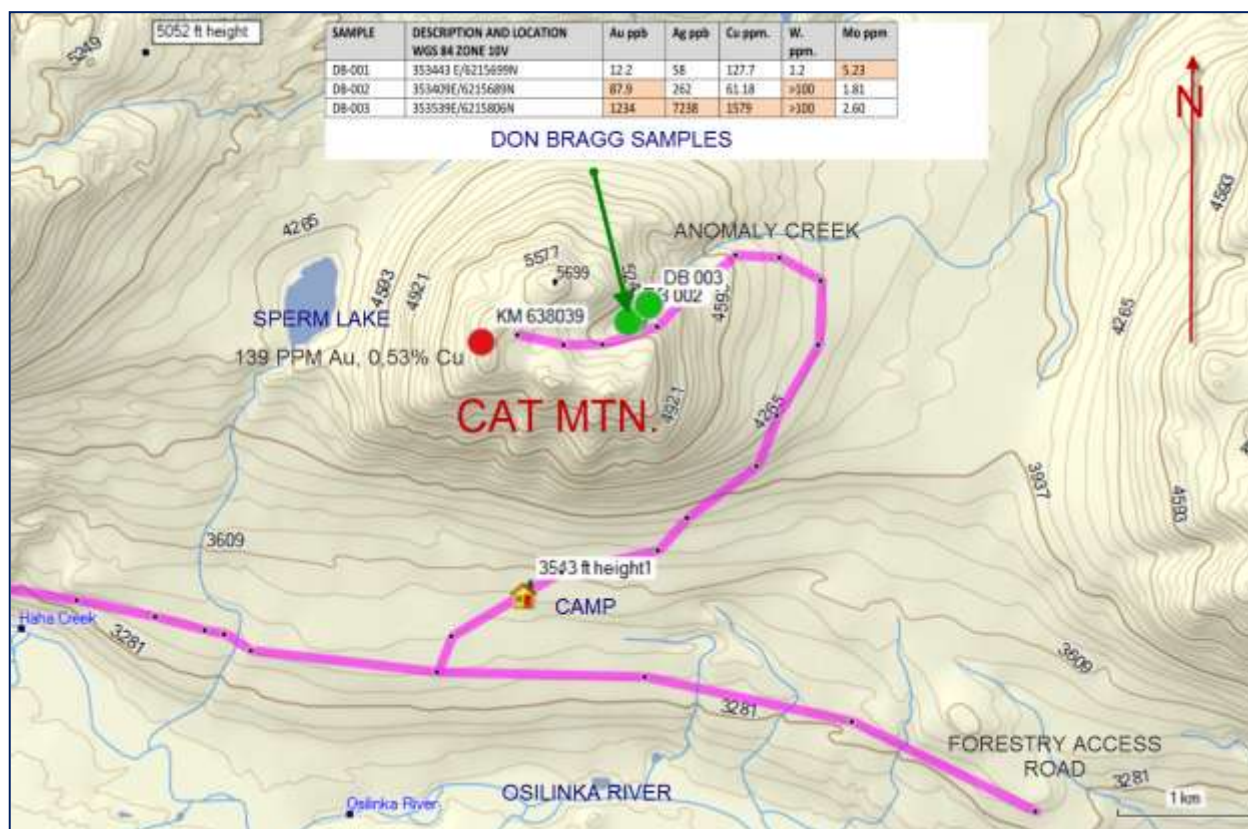 5052 ft height
5249
SAMPLE DESCRIPTION AND LOCATION WGS 84 ZONE 10V Au ppb Ag ppb Cu ppm. W. ppm. Mo ppm
DB-001 353443 E/6215699N 12.2 58 127.7 1.2 5.23
DB-002 353409E/6215689N 87.9 262 61.18 >100 1.81
DB-003 353539E/6215806N 1234 7238 1579 >100 2.60
DON BRAGG SAMPLES
N
4593
4265
ANOMALY CREEK
5577
5699
DB 003
002
4593
4921
SPERM LAKE
KM 638039
4265
139 PPM Au, 0,53% Cu
CAT MTN.
4921
4265
3937
4593
3609
3543 ft height1
CAMP
Haha Creek
3281
3609
3281
FORESTRY ACCESS
ROAD
3281
OSILINKA RIVER
Osilinka River
1 km